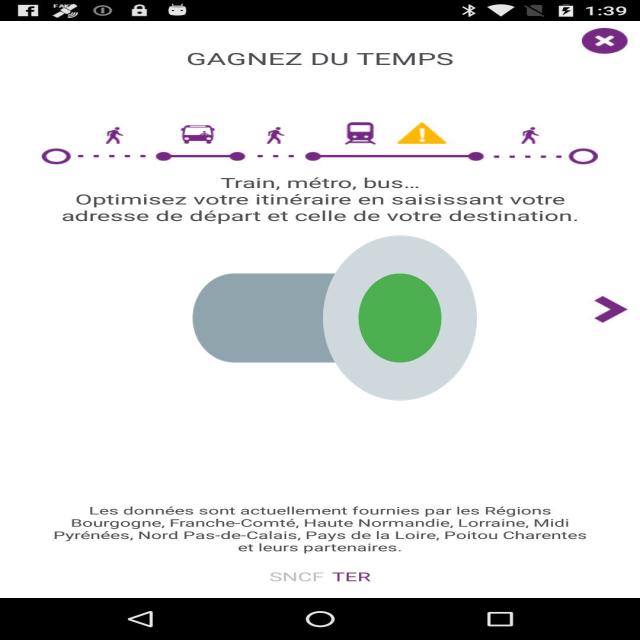 1:39
GAGNEZ DU TEMPS
Train, métro, bus...
Optimisez votre itinéraire en saisissant votre
adresse de départ et celle de votre destination.
Les données sont actuellement fournies par les Régions
Bourgogne, Franche-Comté, Haute Normandie, Lorraine, Midi
Pyrénées, Nord Pas-de-Calais, Pays de la Loire, Poitou Charentes
et leurs partenaires.
SNCF TER